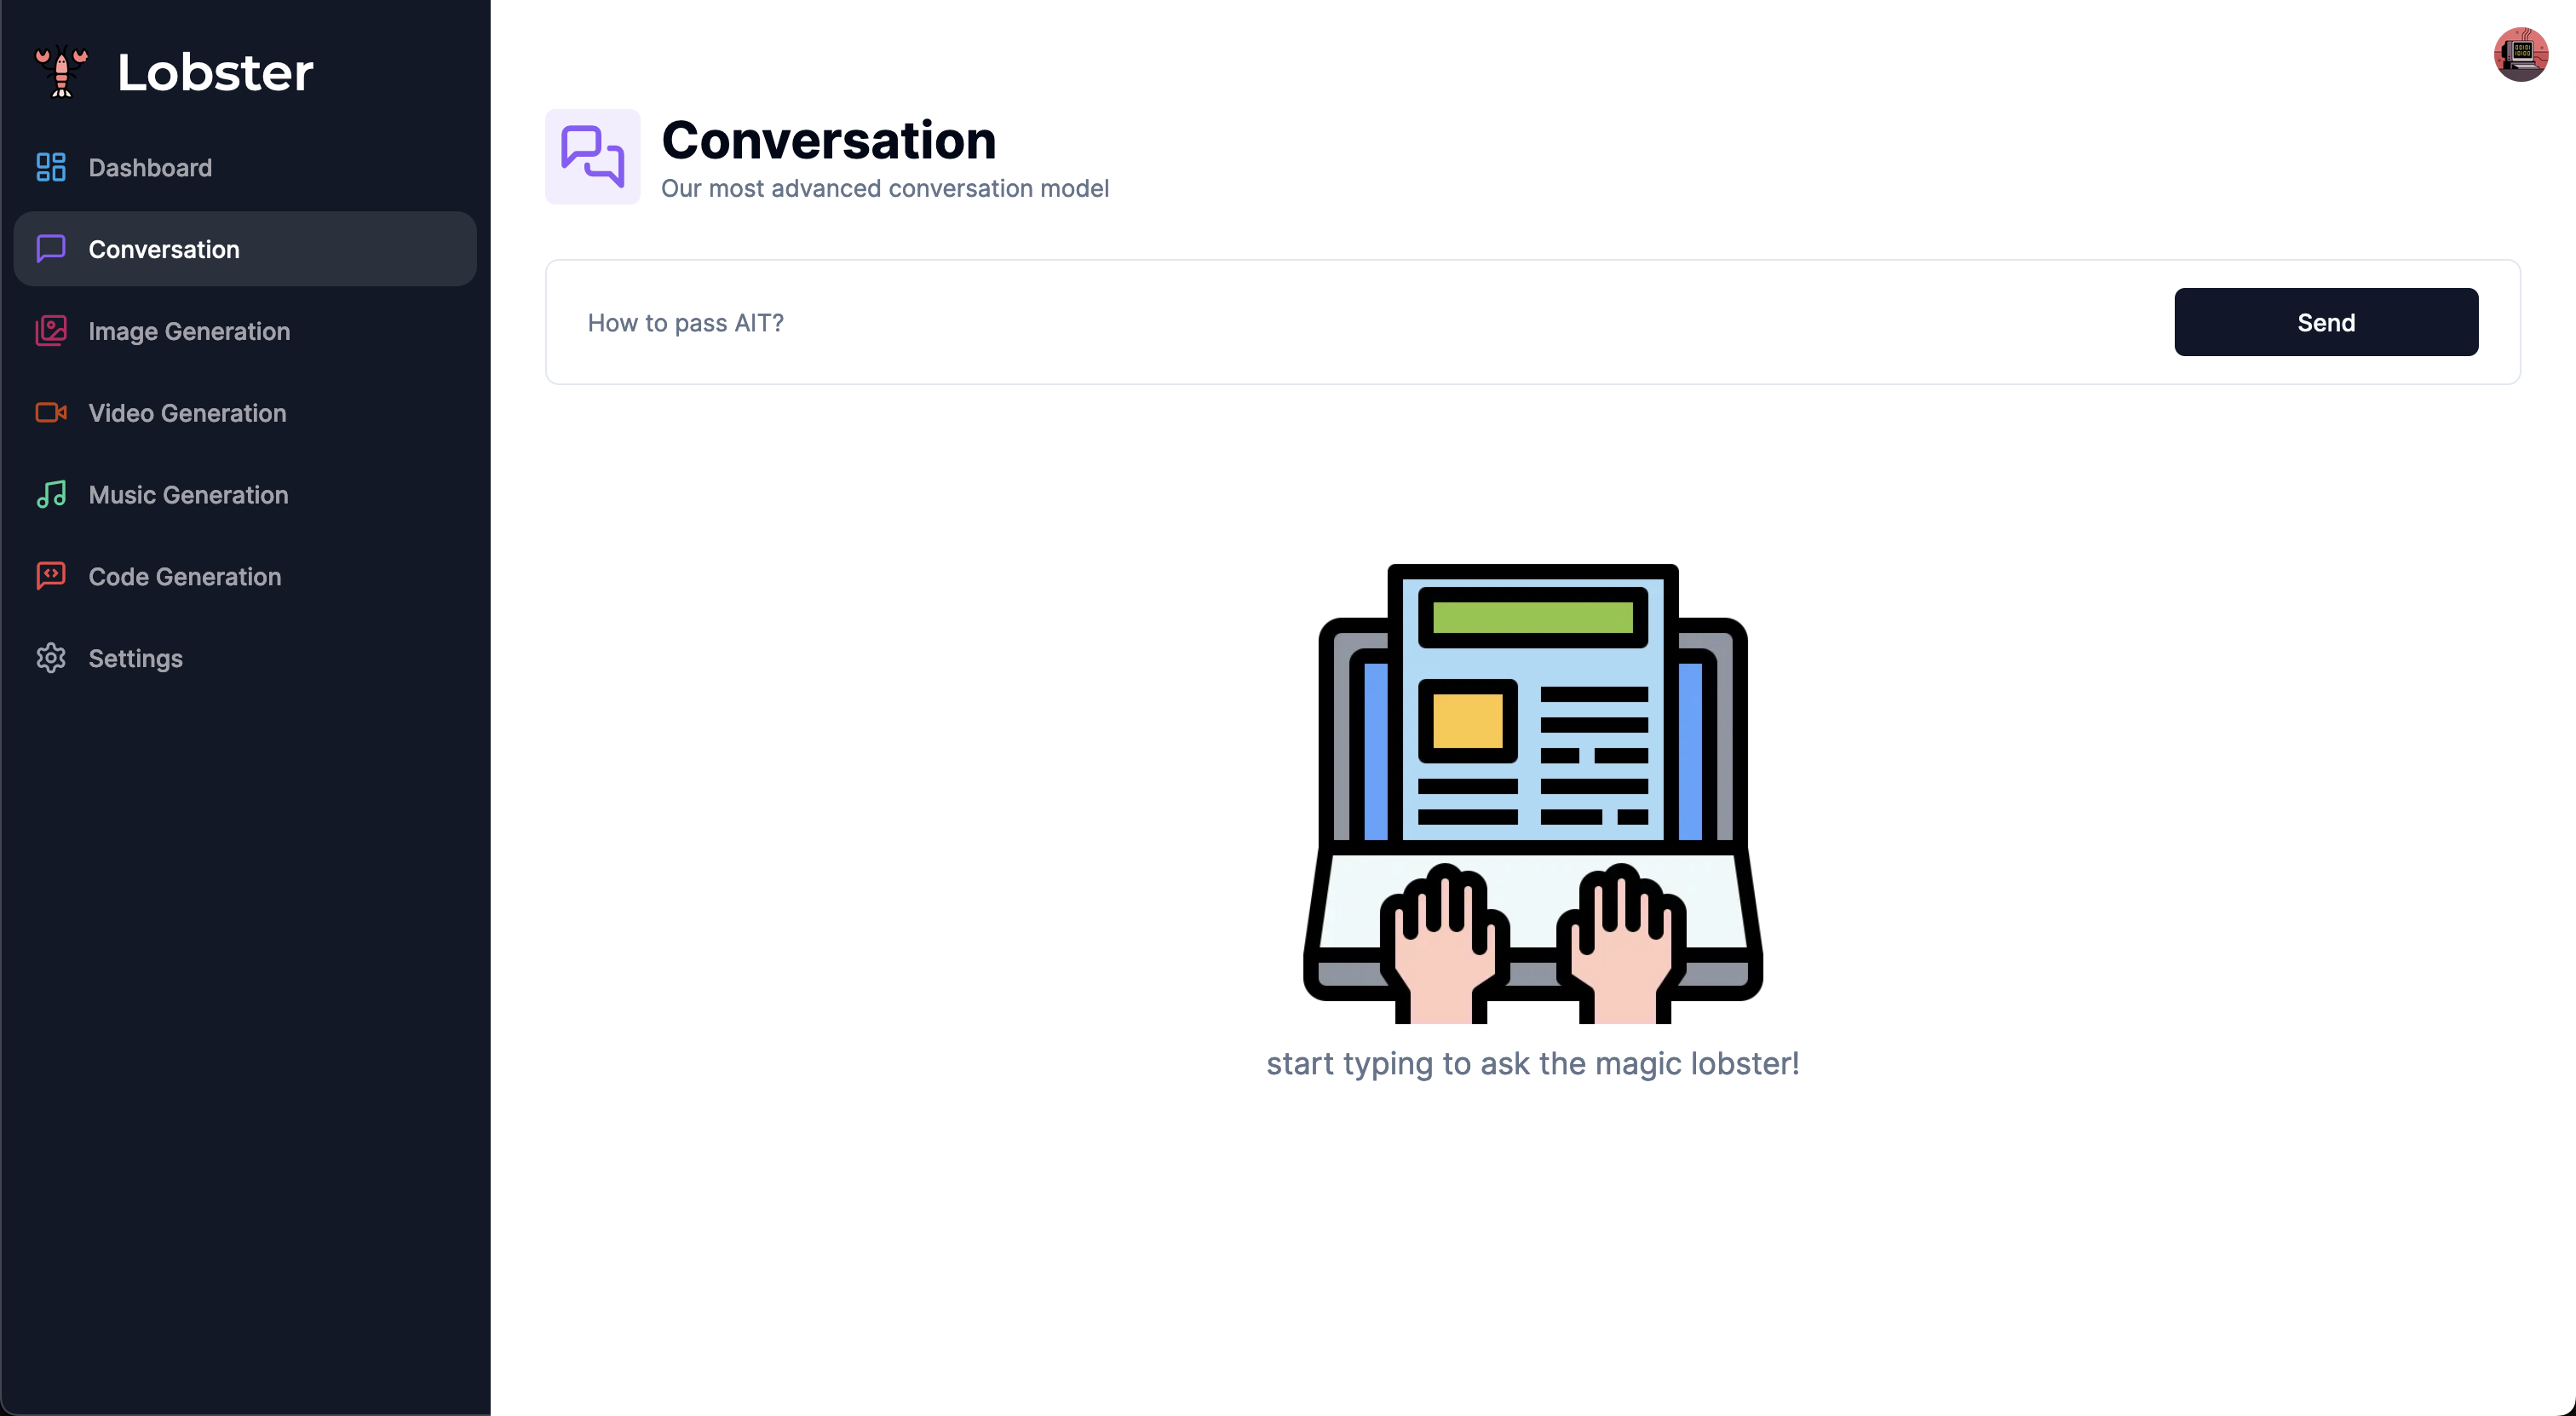 Lobster
Dashboard
Conversation
Image Generation
Video Generation
Music Generation
Code Generation
Settings
Conversation
Our most advanced conversation model
How to pass AIT?
Send
start typing to ask the magic lobster!